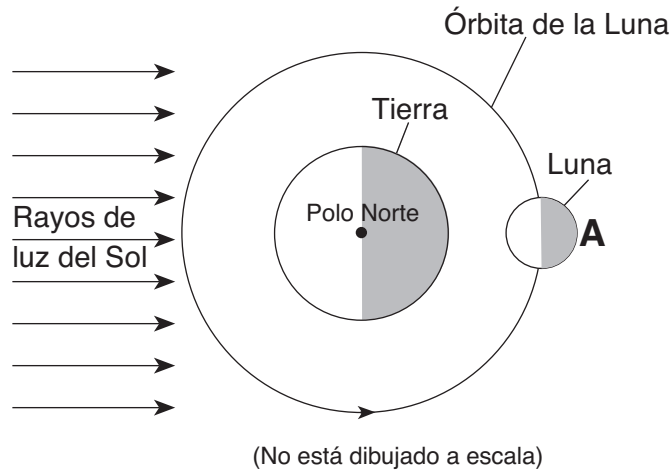 Órbita de la Luna
Tierra
Luna
Polo Norte
A
Rayos de
luz del Sol
(No está dibujado a escala)